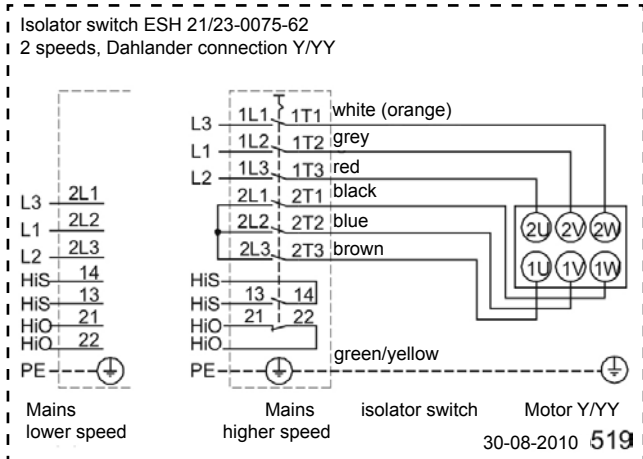 Isolator switch ESH 21/23-0075-62
2 speeds, Dahlander connection Y/YY
L3 1L1 1T1 white (orange)
L1 1L2 1T2 grey
L2 1L3 1T3 red
2L1 2T1 black
2L2 2T2 blue
2L3 2T3 brown
L3 2L1
L1 2L2
L2 2L3
HiS 14
HiS 13
HiO 21
HiO 22
PE
HiS
HiS 13 14
HiO 21 22
HiO
PE
green/yellow
2U 2V 2W
1U 1V 1W
Mains
lower speed
Mains
higher speed
isolator switch
Motor Y/YY
30-08-2010 519